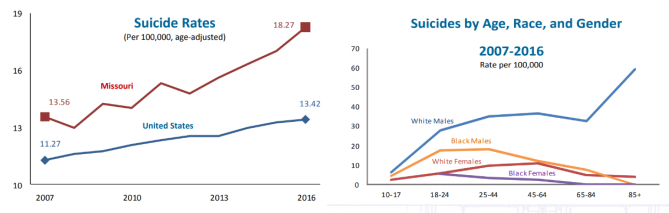 Suicide Rates
(Per 100,000, age-adjusted)
19
16
13
10
18.27
13.56
Missouri
13.42
United States
11.27
2007
2010
2013
2016
Suicides by Age, Race, and Gender
2007-2016
Rate per 100,000
70
60
50
40
30
20
10
0
White Males
Black Males
White Females
Black Females
10-17
18-24
25-44
45-64
65-84
85+